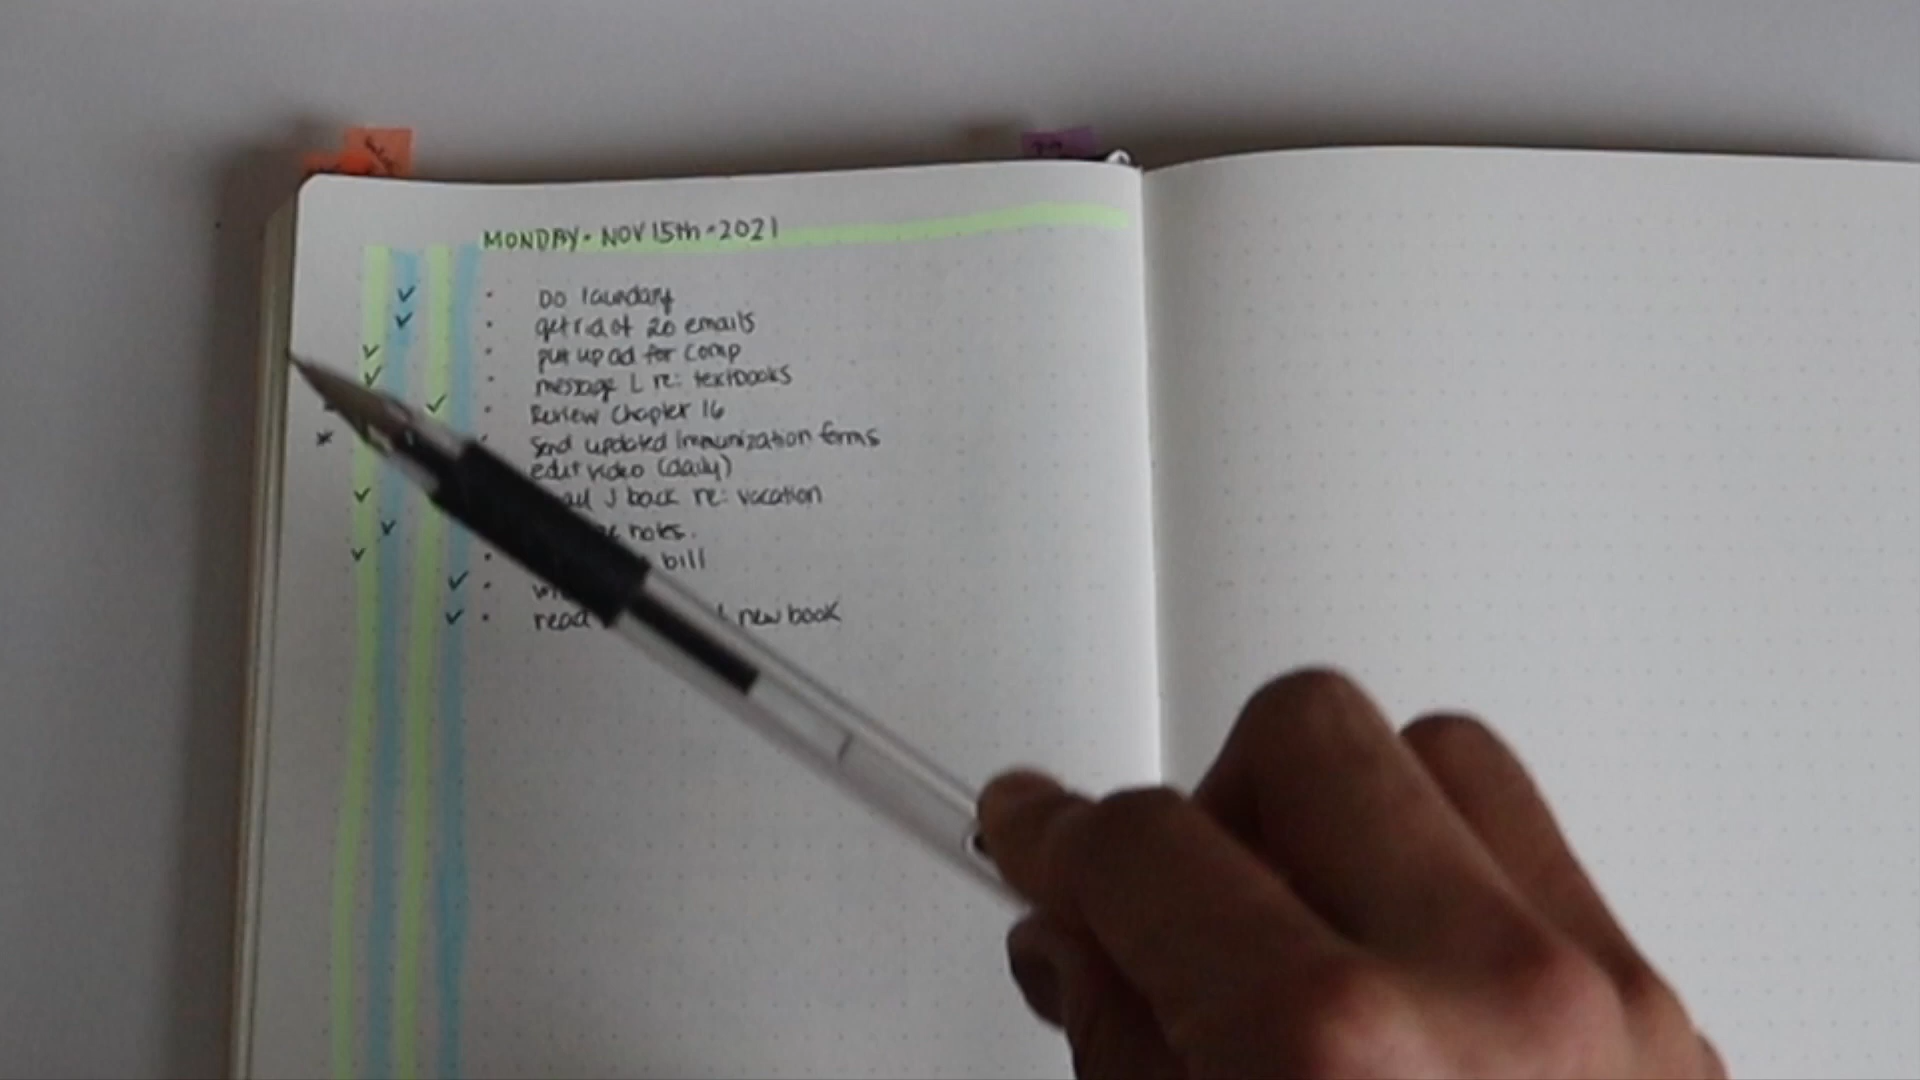 MONDAY • NOV 15th • 2021
DO laundary
get rid of 20 emails
put up ad for comp
message L re: textbooks
Review Chapter 16
Send updated immunization forms
edit video (daily)
J back re: vacation
notes.
bill
read new book